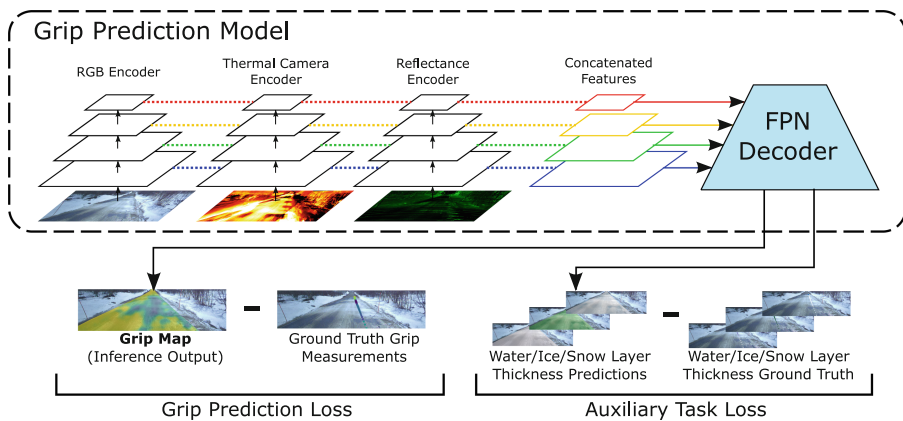 Grip Prediction Model
RGB Encoder
Thermal Camera
Encoder
Reflectance
Encoder
Concatenated
Features
FPN
Decoder
Grip Map
(Inference Output)
Ground Truth Grip
Measurements
Water/Ice/Snow Layer
Thickness Predictions
Water/Ice/Snow Layer
Thickness Ground Truth
Grip Prediction Loss
Auxiliary Task Loss